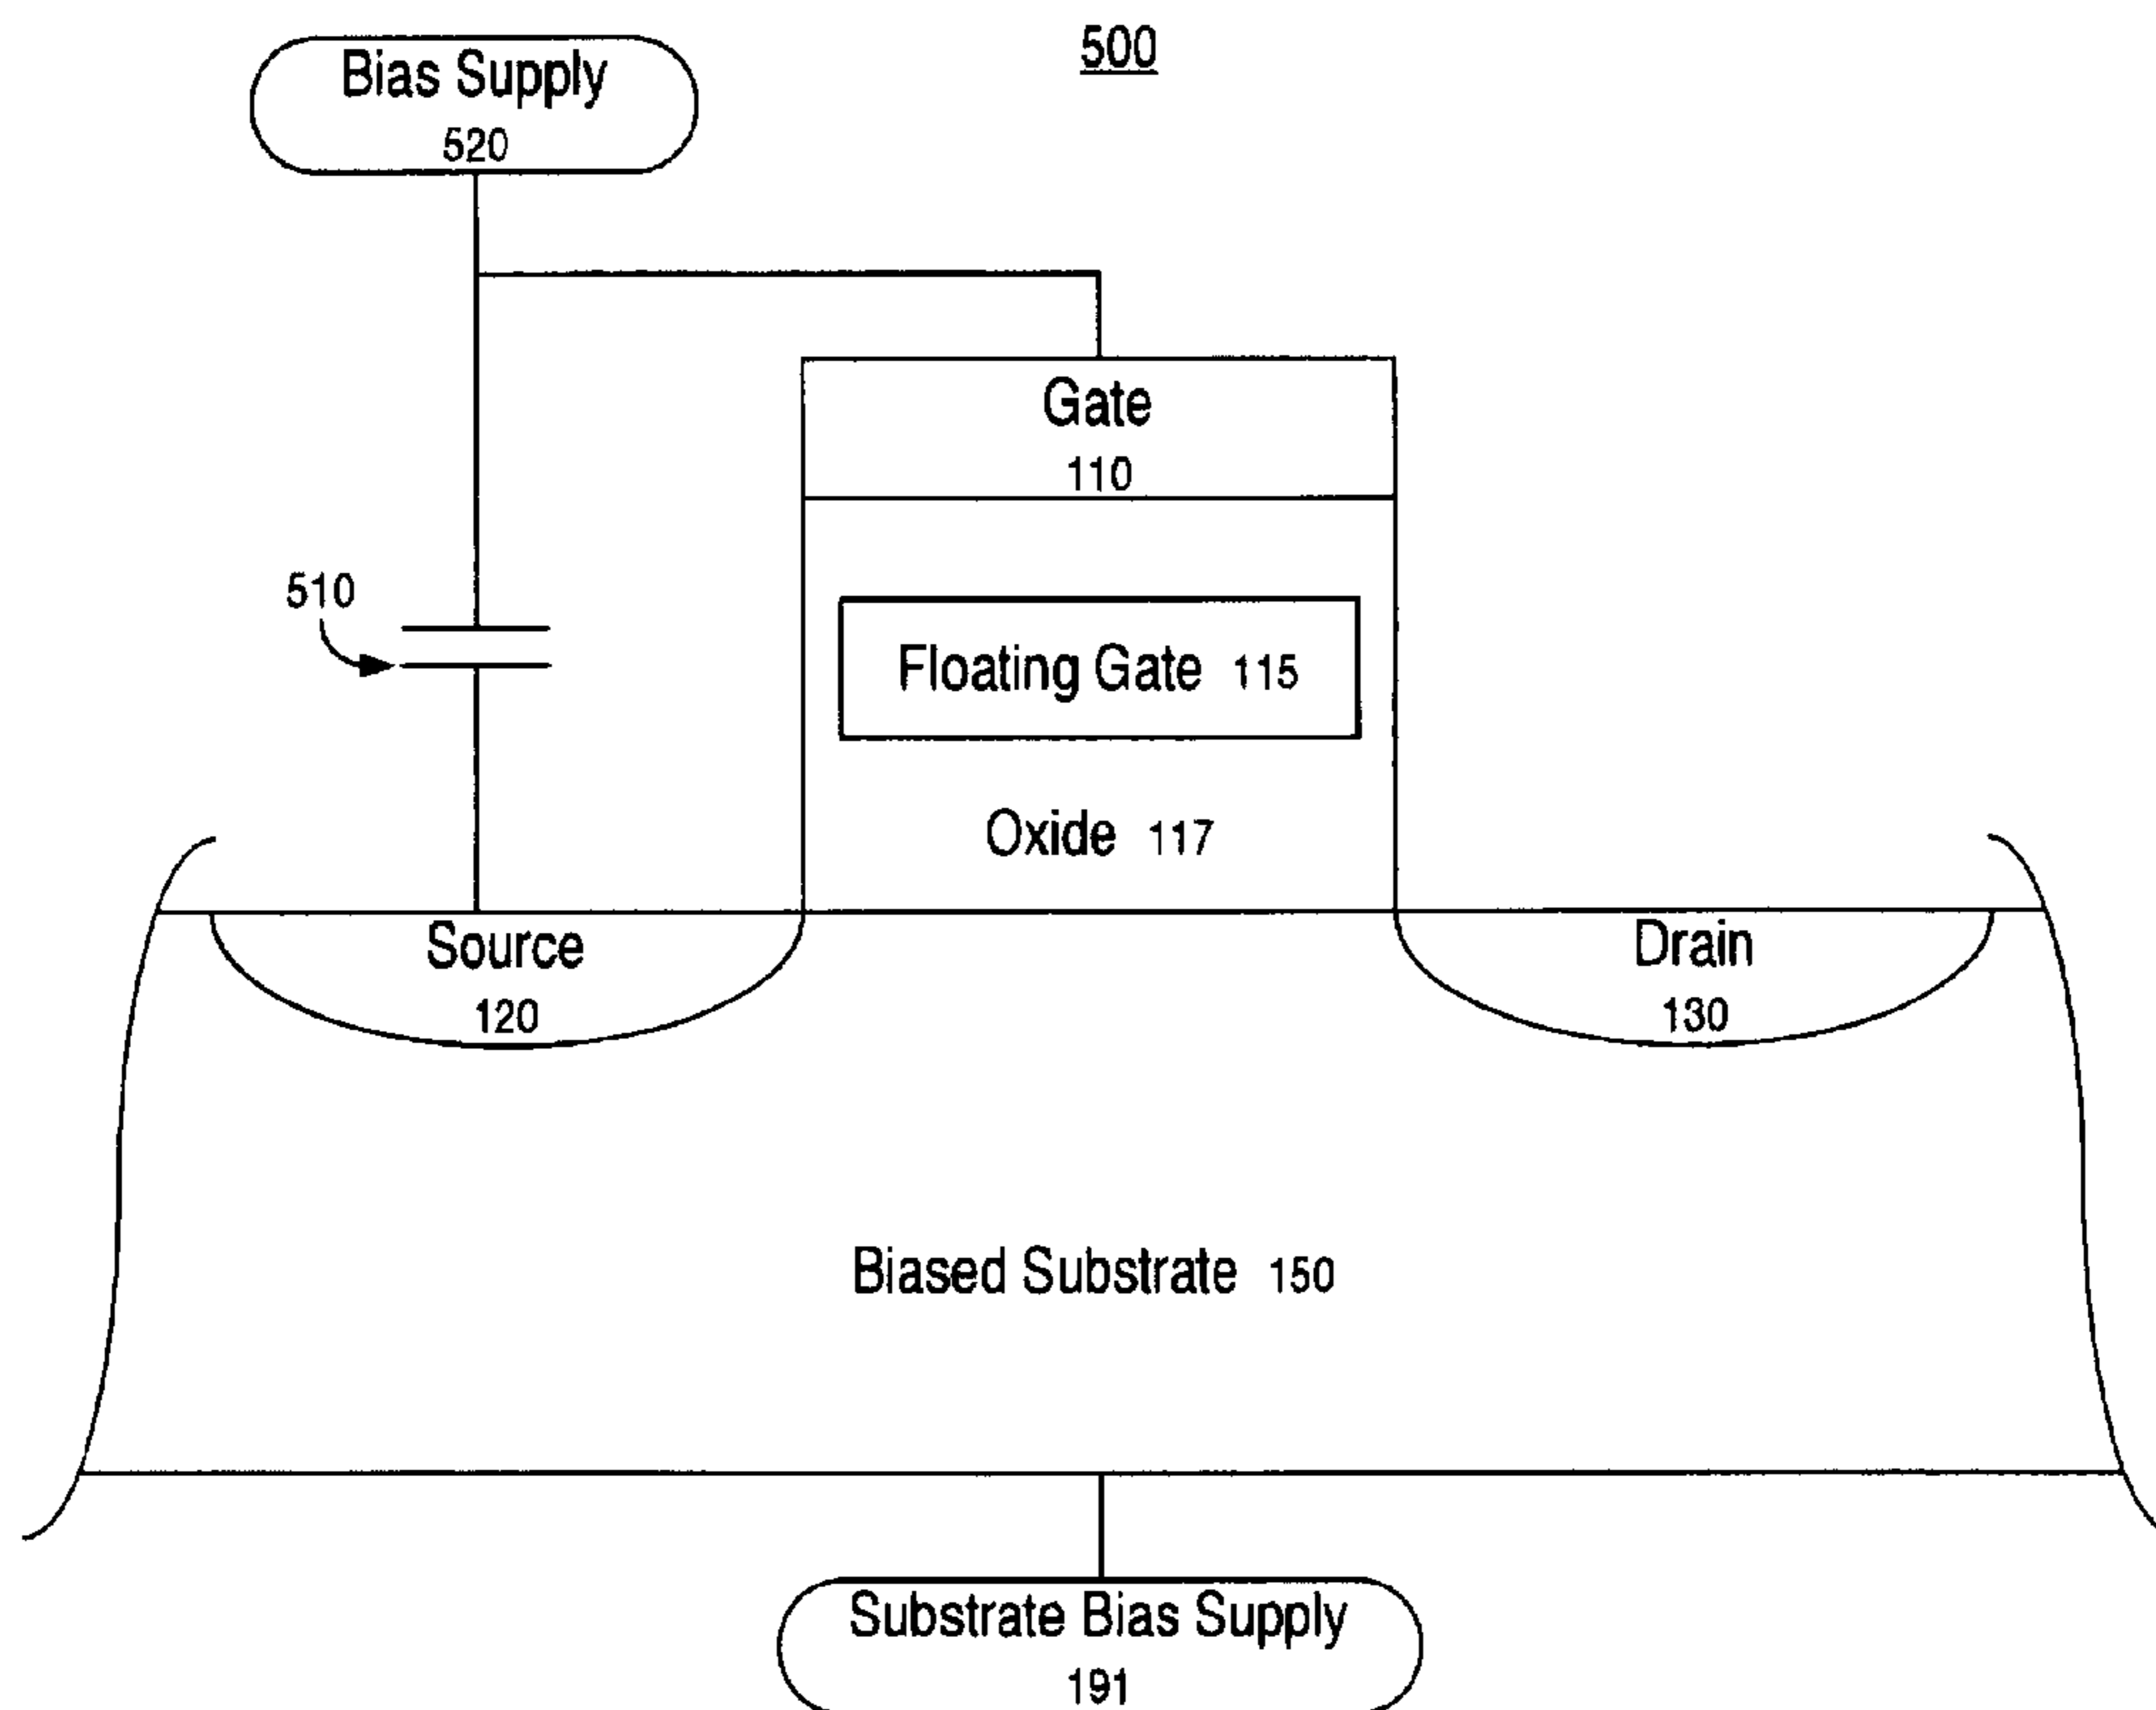 500
Bias Supply
520
Gate
110
510
Floating Gate 115
Oxide 117
Source
120
Drain
130
Biased Substrate 150
Substrate Bias Supply
191